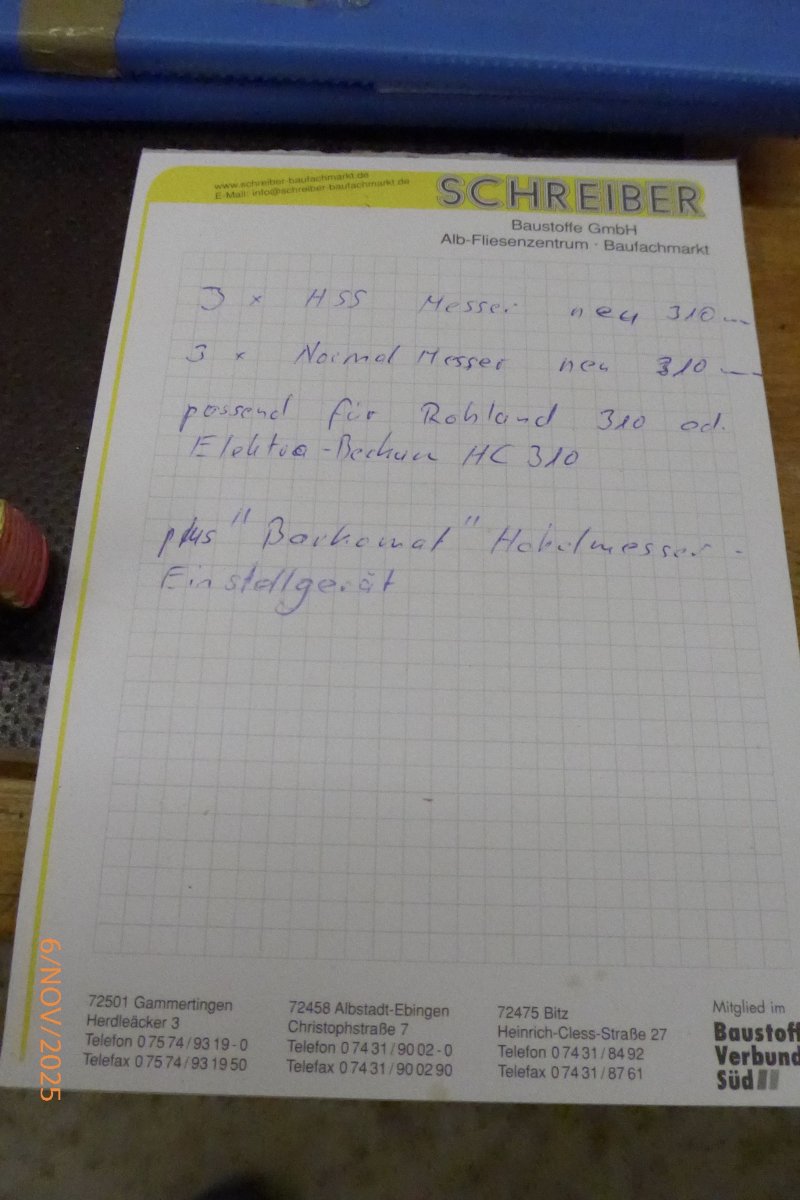 www.schreiber-baufachmarkt.de
E-Mail: info@schreiber-baufachmarkt.de
SCHREIBER
Baustoffe GmbH
Alb-Fliesenzentrum · Baufachmarkt
3 x HSS Messer neu 310 mm
3 x Normal Messer neu 310 mm
passend für Rohland 310 od.
Elektra-Beckum HC 310
plus "Barkomat" Hobelmesser-
Einstellgerät
72501 Gammertingen
Herdleäcker 3
Telefon 0 75 74 / 93 19 - 0
Telefax 0 75 74 / 93 19 50
72458 Albstadt-Ebingen
Christophstraße 7
Telefon 0 74 31 / 90 02 - 0
Telefax 0 74 31 / 90 02 90
72475 Bitz
Heinrich-Cless-Straße 27
Telefon 0 74 31 / 84 92
Telefax 0 74 31 / 87 61
Mitglied im
Baustoff
Verbund
Süd
6/NOV/2025